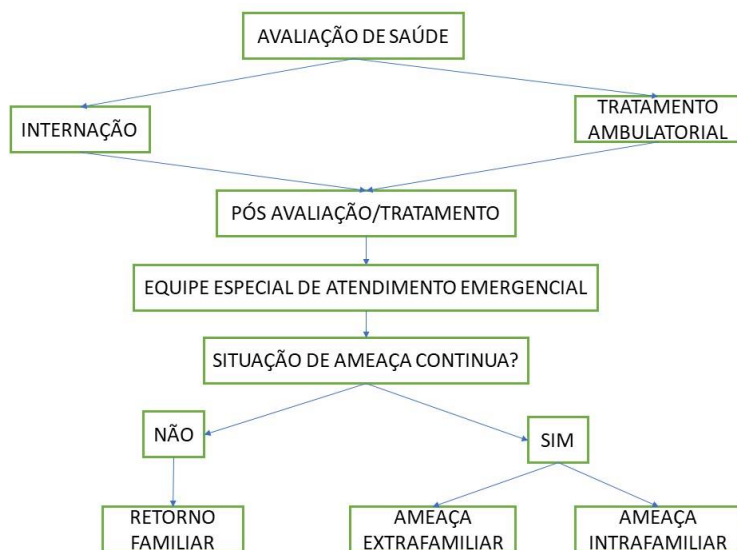 AVALIAÇÃO DE SAÚDE
INTERNAÇÃO
TRATAMENTO
AMBULATORIAL
PÓS AVALIAÇÃO/TRATAMENTO
EQUIPE ESPECIAL DE ATENDIMENTO EMERGENCIAL
SITUAÇÃO DE AMEAÇA CONTINUA?
NÃO
SIM
RETORNO
FAMILIAR
AMEAÇA
EXTRAFAMILIAR
AMEAÇA
INTRAFAMILIAR